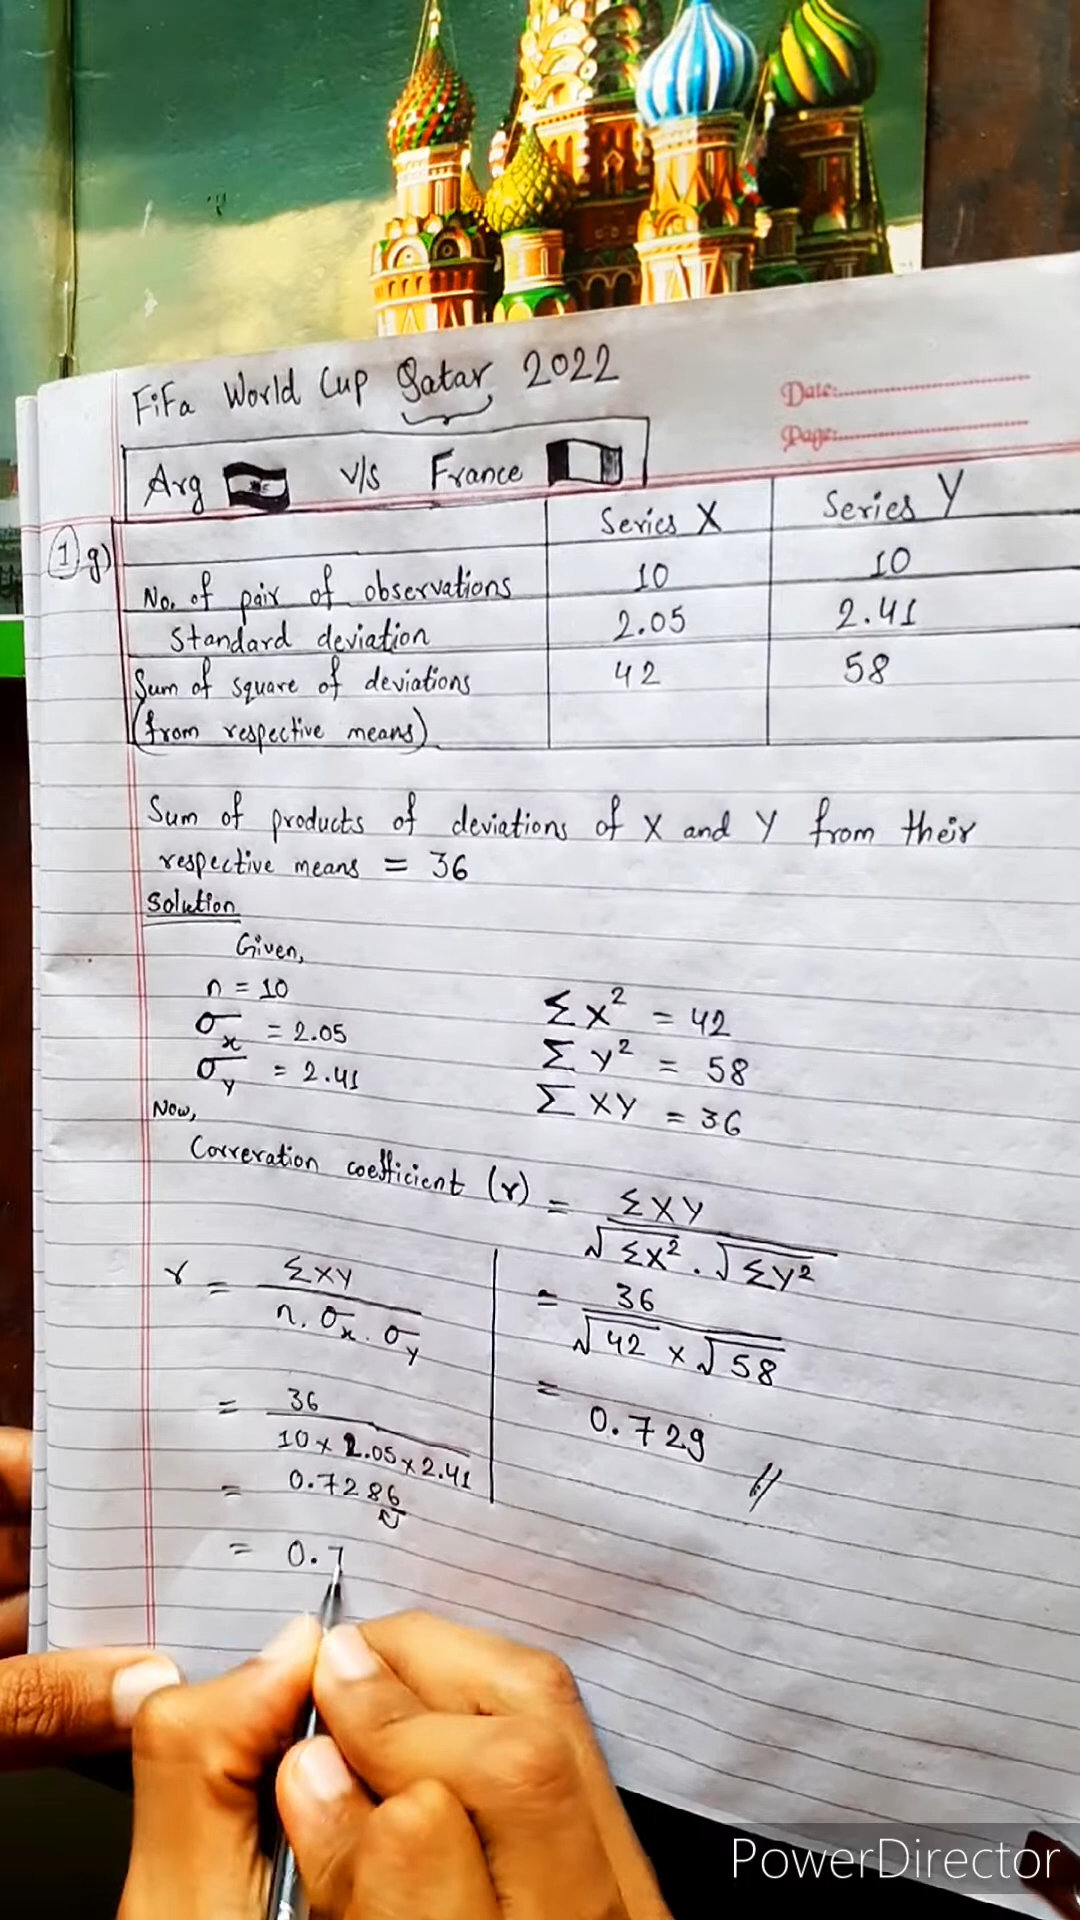 FiFa World Cup Qatar 2022
Date:
Page:
Arg v/s France
Series X Series Y
1 g)
No. of pair of observations 10 10
Standard deviation 2.05 2.41
Sum of square of deviations 42 58
(from respective means)
Sum of products of deviations of X and Y from their
respective means = 36
Solution
Given,
n = 10
σx = 2.05
σy = 2.41
Σx² = 42
Σy² = 58
ΣXY = 36
Now,
Correration coefficient (r) = ΣXY / √Σx² . √Σy²
r = ΣXY / n. σx. σy
= 36 / 10 × 2.05 × 2.41
= 0.7286
= 0.7
= 36 / √42 × √58
= 0.729
PowerDirector